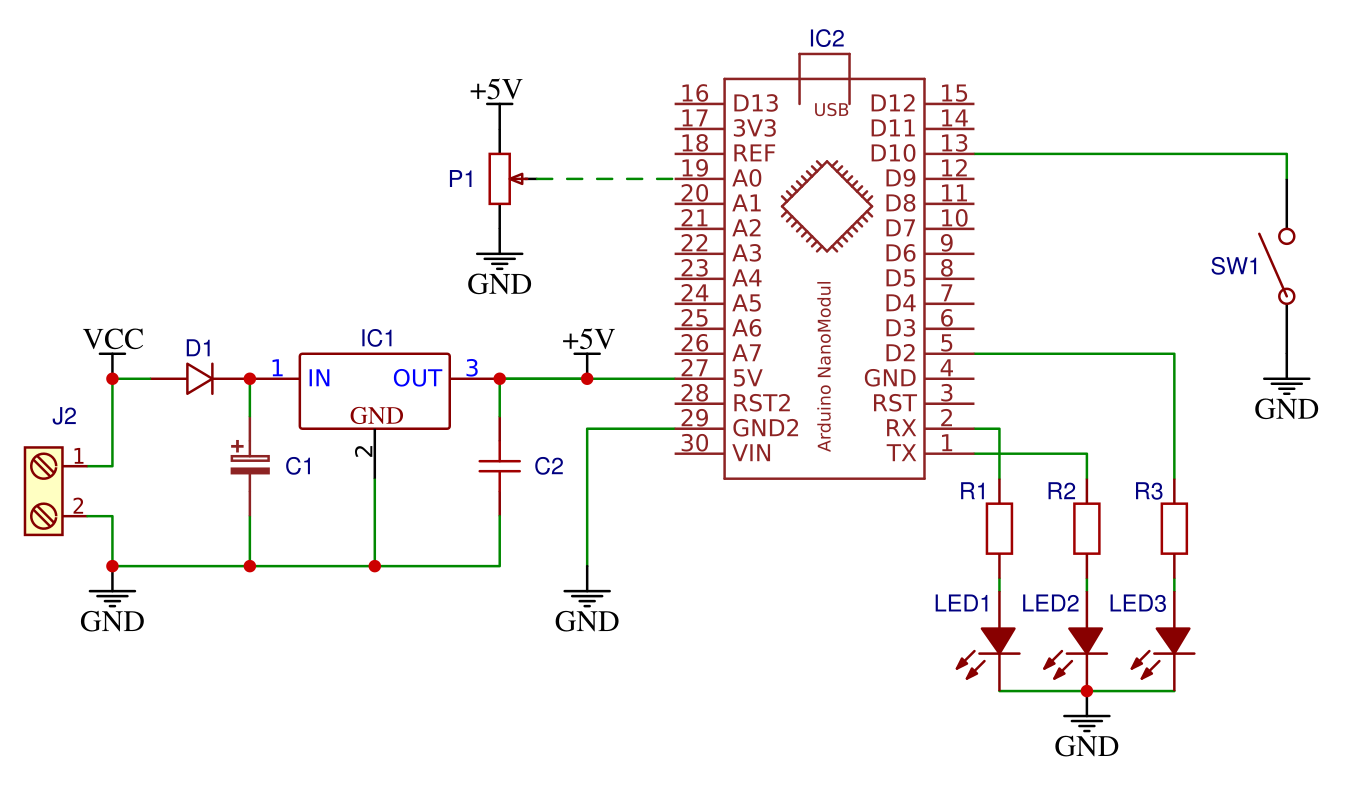 IC2
USB
Arduino NanoModul
16 D13
17 3V3
18 REF
19 A0
20 A1
21 A2
22 A3
23 A4
24 A5
25 A6
26 A7
27 5V
28 RST2
29 GND2
30 VIN
D12 15
D11 14
D10 13
D9 12
D8 11
D7 10
D6 9
D5 8
D4 7
D3 6
D2 5
GND 4
RST 3
RX 2
TX 1
+5V
P1
GND
SW1
GND
VCC
D1
IC1
+5V
1 IN
OUT 3
GND
2
J2
1
2
+
C1
C2
GND
GND
R1
R2
R3
LED1
LED2
LED3
GND